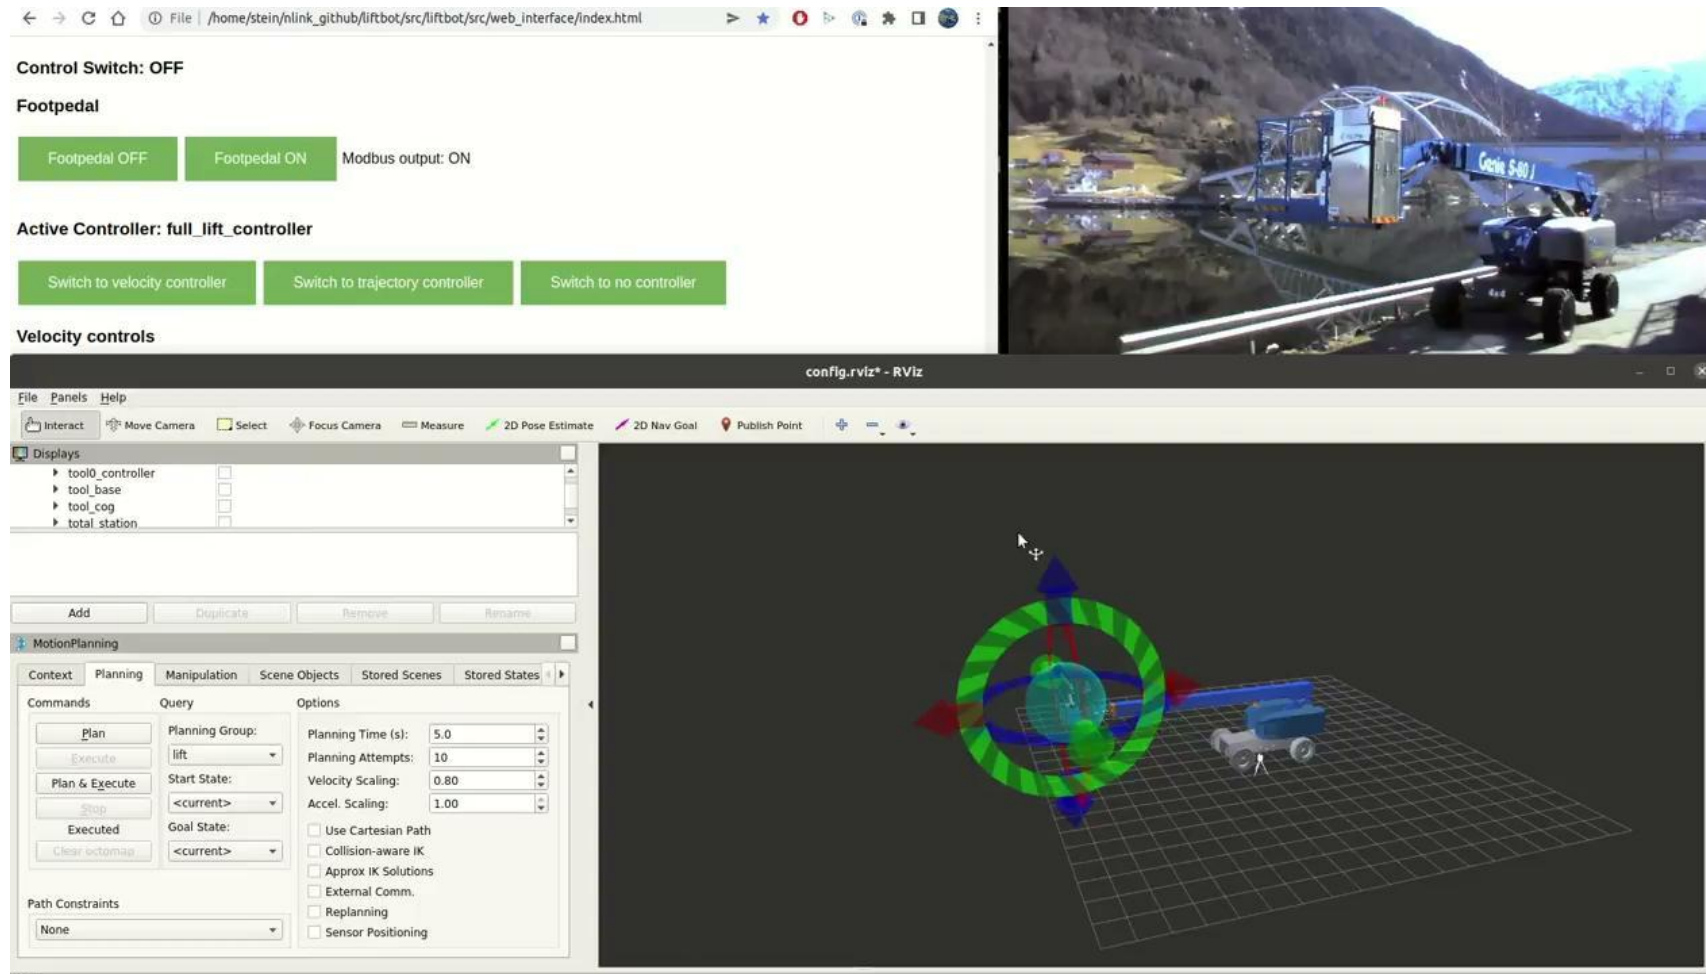 File /home/stein/nlink_github/liftbot/src/liftbot/src/web_interface/index.html
Control Switch: OFF
Footpedal
Footpedal OFF Footpedal ON Modbus output: ON
Active Controller: full_lift_controller
Switch to velocity controller Switch to trajectory controller Switch to no controller
Velocity controls
Genie S-80 J
4x4
config.rviz* - RViz
File Panels Help
Interact Move Camera Select Focus Camera Measure 2D Pose Estimate 2D Nav Goal Publish Point
Displays
tool0_controller
tool_base
tool_cog
total_station
Add Duplicate Remove Rename
MotionPlanning
Context Planning Manipulation Scene Objects Stored Scenes Stored States
Commands Query Options
Plan
Execute
Plan & Execute
Stop
Executed
Clear octomap
Planning Group:
lift
Start State:
<current>
Goal State:
<current>
Planning Time (s): 5.0
Planning Attempts: 10
Velocity Scaling: 0.80
Accel. Scaling: 1.00
Use Cartesian Path
Collision-aware IK
Approx IK Solutions
External Comm.
Replanning
Sensor Positioning
Path Constraints
None